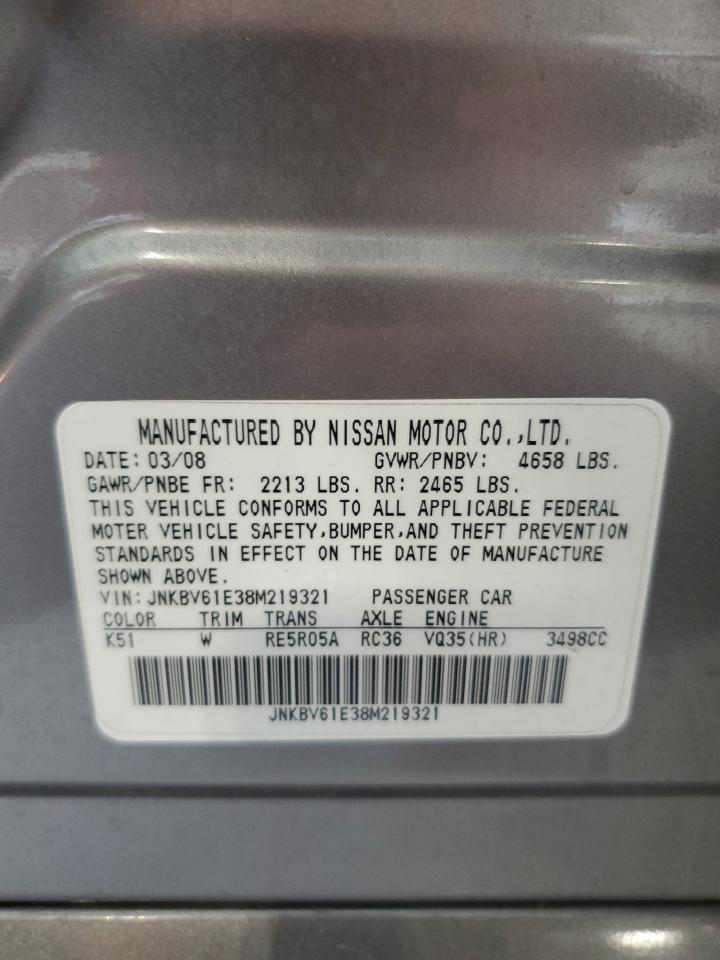 MANUFACTURED BY NISSAN MOTOR CO.,LTD.
DATE: 03/08 GVWR/PNBV: 4658 LBS.
GAWR/PNBE FR: 2213 LBS. RR: 2465 LBS.
THIS VEHICLE CONFORMS TO ALL APPLICABLE FEDERAL
MOTER VEHICLE SAFETY,BUMPER,AND THEFT PREVENTION
STANDARDS IN EFFECT ON THE DATE OF MANUFACTURE
SHOWN ABOVE.
VIN: JNKBV61E38M219321 PASSENGER CAR
COLOR TRIM TRANS AXLE ENGINE
K51 W RE5R05A RC36 VQ35(HR) 3498CC
JNKBV61E38M219321